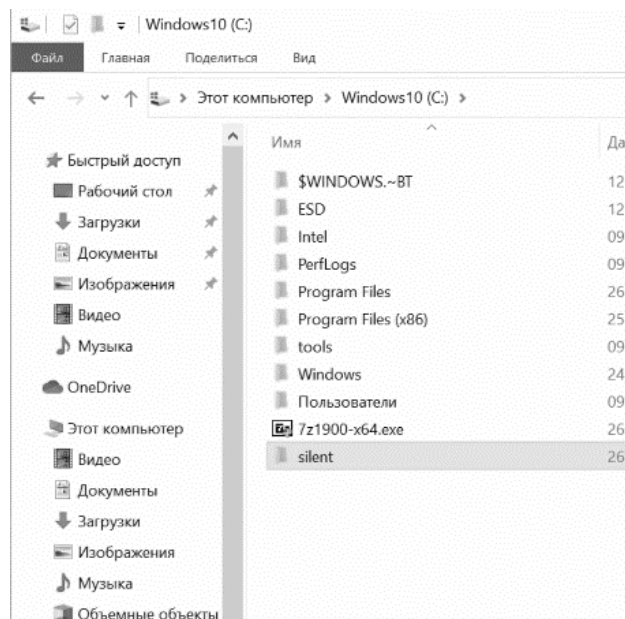 Windows10 (C:)
Файл Главная Поделиться Вид
Этот компьютер > Windows10 (C:) >
Имя Да
Быстрый доступ
Рабочий стол
Загрузки
Документы
Изображения
Видео
Музыка
OneDrive
Этот компьютер
Видео
Документы
Загрузки
Изображения
Музыка
Объемные объекты
$WINDOWS.~BT 12
ESD 12
Intel 09
PerfLogs 09
Program Files 26
Program Files (x86) 25
tools 09
Windows 24
Пользователи 09
7z1900-x64.exe 26
silent 26